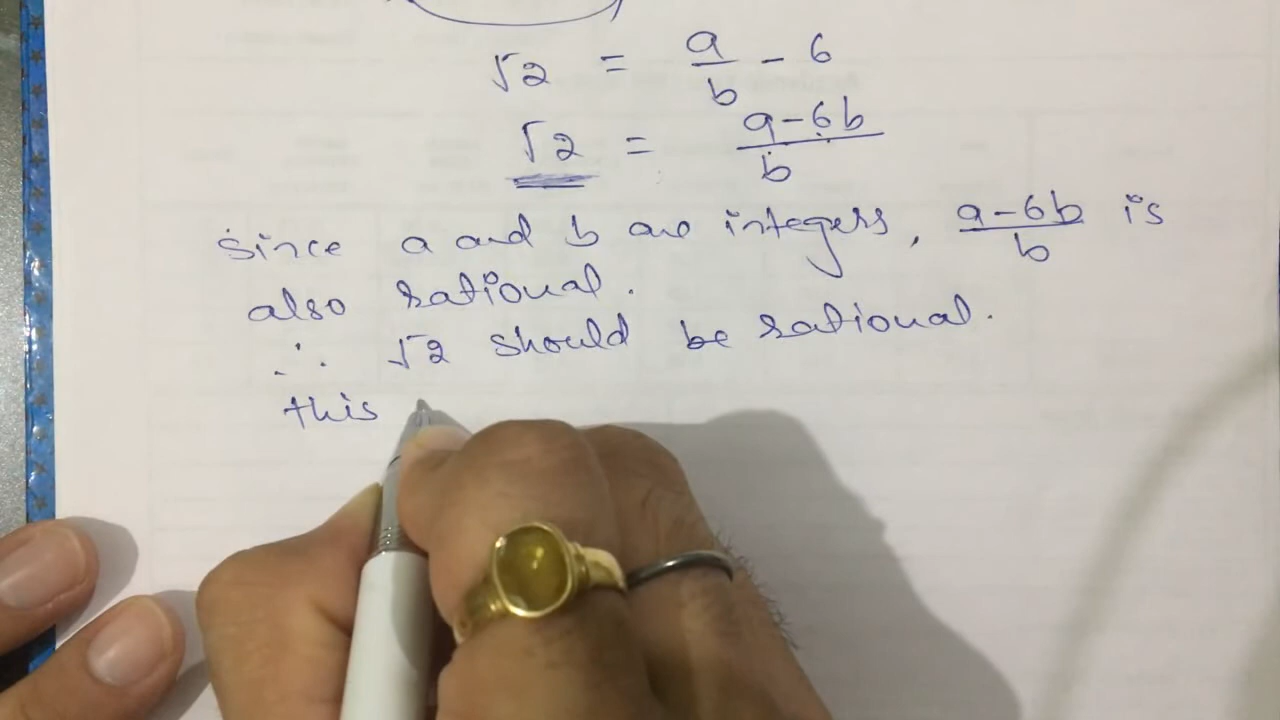 √2 = a/b - 6
√2 = a-6b/b
Since a and b are integers, a-6b/b is
also rational.
∴ √2 should be rational.
this